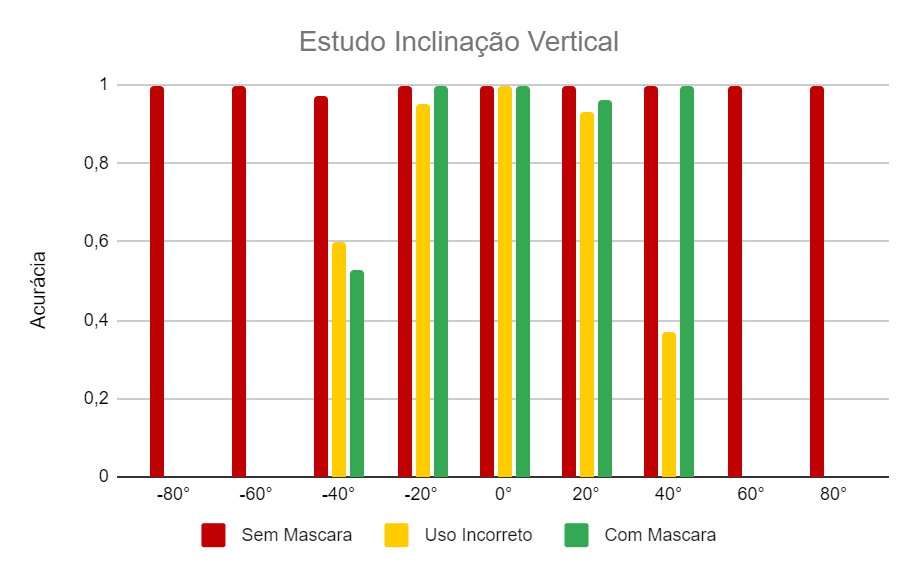 Estudo Inclinação Vertical
Acurácia
1
0,8
0,6
0,4
0,2
0
-80° -60° -40° -20° 0° 20° 40° 60° 80°
Sem Mascara Uso Incorreto Com Mascara